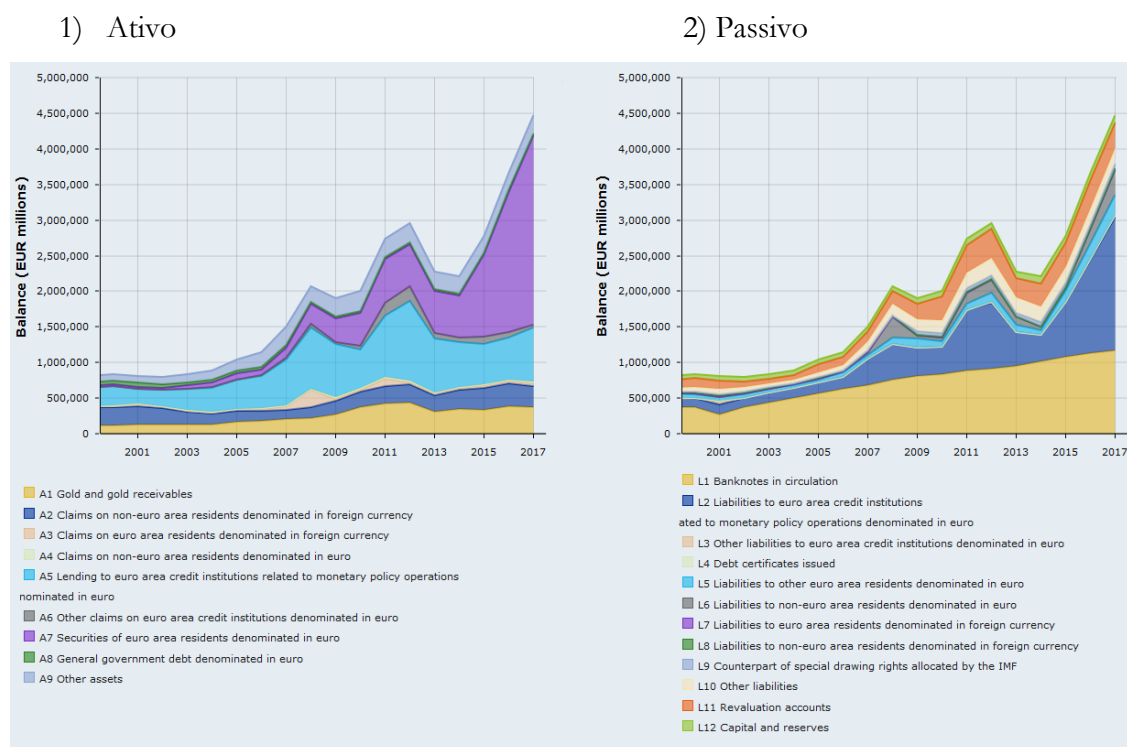 1) Ativo
2) Passivo
5,000,000
4,500,000
4,000,000
3,500,000
3,000,000
2,500,000
2,000,000
1,500,000
1,000,000
500,000
0
Balance (EUR millions)
2001 2003 2005 2007 2009 2011 2013 2015 2017
A1 Gold and gold receivables
A2 Claims on non-euro area residents denominated in foreign currency
A3 Claims on euro area residents denominated in foreign currency
A4 Claims on non-euro area residents denominated in euro
A5 Lending to euro area credit institutions related to monetary policy operations
nominated in euro
A6 Other claims on euro area credit institutions denominated in euro
A7 Securities of euro area residents denominated in euro
A8 General government debt denominated in euro
A9 Other assets
5,000,000
4,500,000
4,000,000
3,500,000
3,000,000
2,500,000
2,000,000
1,500,000
1,000,000
500,000
0
Balance (EUR millions)
2001 2003 2005 2007 2009 2011 2013 2015 2017
L1 Banknotes in circulation
L2 Liabilities to euro area credit institutions
ated to monetary policy operations denominated in euro
L3 Other liabilities to euro area credit institutions denominated in euro
L4 Debt certificates issued
L5 Liabilities to other euro area residents denominated in euro
L6 Liabilities to non-euro area residents denominated in euro
L7 Liabilities to euro area residents denominated in foreign currency
L8 Liabilities to non-euro area residents denominated in foreign currency
L9 Counterpart of special drawing rights allocated by the IMF
L10 Other liabilities
L11 Revaluation accounts
L12 Capital and reserves